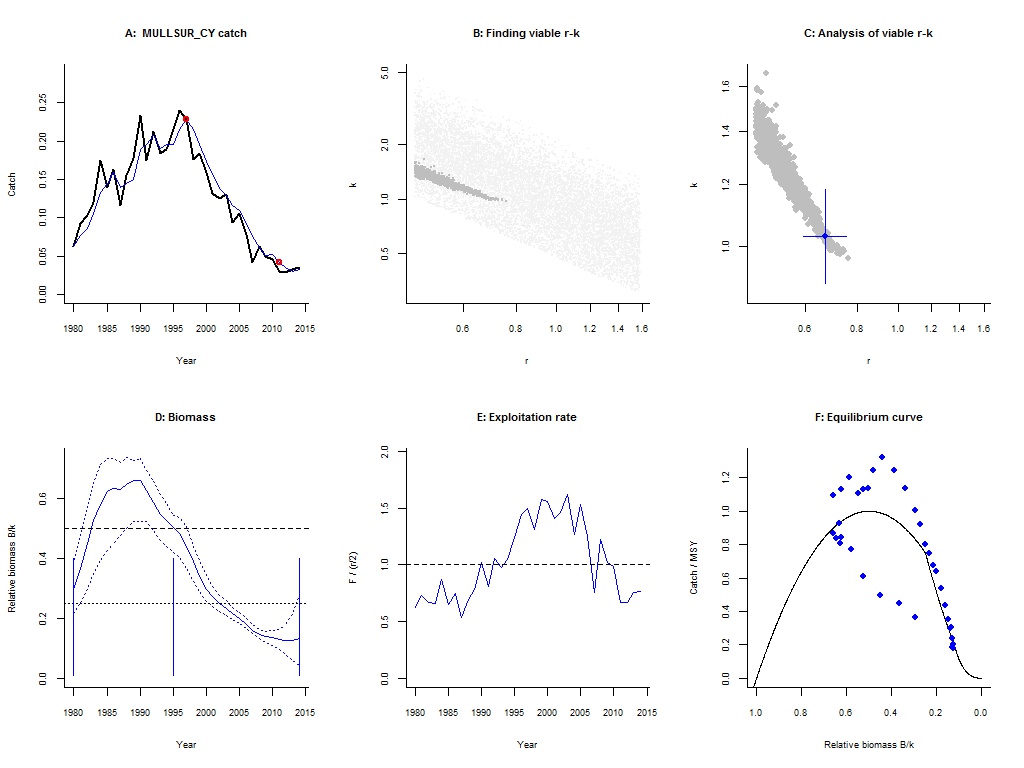 A: MULLSUR_CY catch
B: Finding viable r-k
C: Analysis of viable r-k
Catch
0.00 0.05 0.10 0.15 0.20 0.25
1980 1985 1990 1995 2000 2005 2010 2015
Year
k
0.5 1.0 2.0 5.0
0.6 0.8 1.0 1.2 1.4 1.6
r
k
1.0 1.2 1.4 1.6
0.6 0.8 1.0 1.2 1.4 1.6
r
D: Biomass
E: Exploitation rate
F: Equilibrium curve
Relative biomass B/k
0.0 0.2 0.4 0.6
1980 1985 1990 1995 2000 2005 2010 2015
Year
F / (r/2)
0.0 0.5 1.0 1.5 2.0
1980 1985 1990 1995 2000 2005 2010 2015
Year
Catch / MSY
0.0 0.2 0.4 0.6 0.8 1.0 1.2
1.0 0.8 0.6 0.4 0.2 0.0
Relative biomass B/k